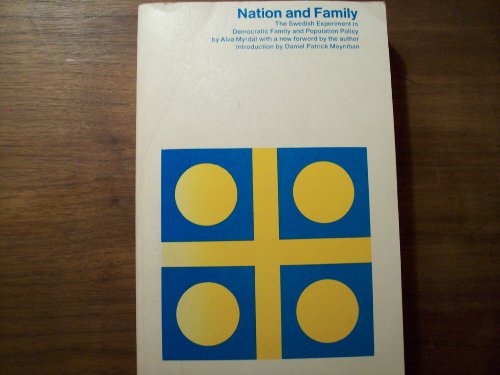 Nation and Family
The Swedish Experiment in
Democratic Family and Population Policy
by Alva Myrdal with a new forword by the author
Introduction by Daniel Patrick Moynihan